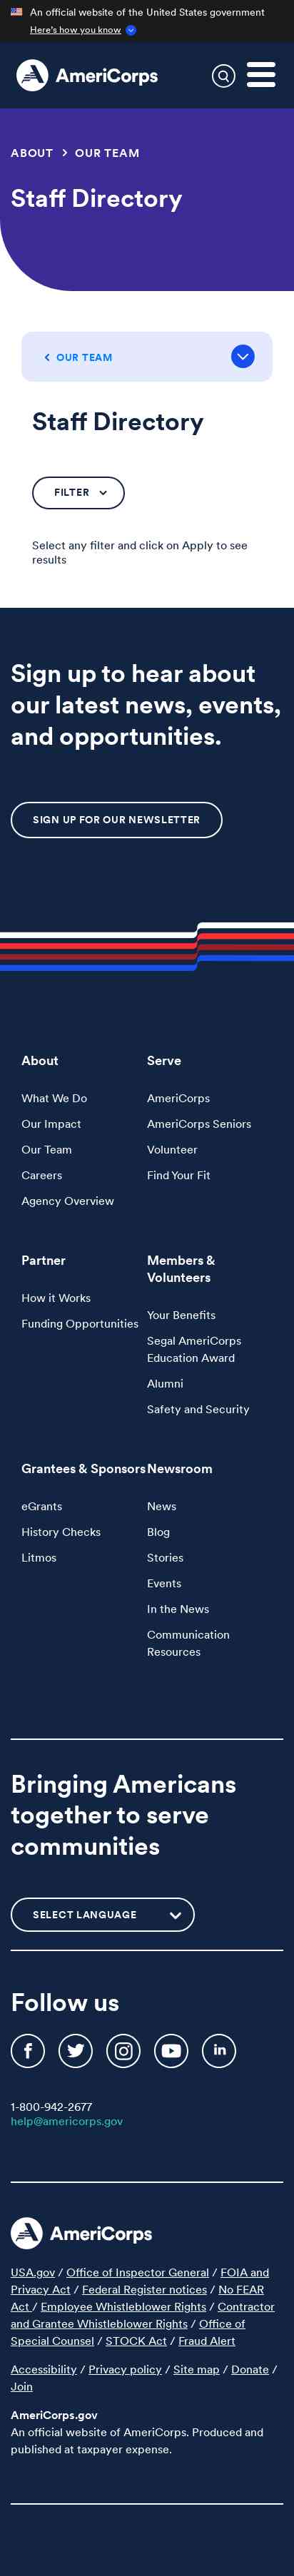 An official website of the United States government
Here's how you know
AmeriCorps
ABOUT > OUR TEAM
Staff Directory
< OUR TEAM
Staff Directory
FILTER
Select any filter and click on Apply to see
results
Sign up to hear about
our latest news, events,
and opportunities.
SIGN UP FOR OUR NEWSLETTER
About
What We Do
Our Impact
Our Team
Careers
Agency Overview
Serve
AmeriCorps
AmeriCorps Seniors
Volunteer
Find Your Fit
Partner
How it Works
Funding Opportunities
Members &
Volunteers
Your Benefits
Segal AmeriCorps
Education Award
Alumni
Safety and Security
Grantees & Sponsors
eGrants
History Checks
Litmos
Newsroom
News
Blog
Stories
Events
In the News
Communication
Resources
Bringing Americans
together to serve
communities
SELECT LANGUAGE
Follow us
1-800-942-2677
help@americorps.gov
AmeriCorps
USA.gov / Office of Inspector General / FOIA and
Privacy Act / Federal Register notices / No FEAR
Act / Employee Whistleblower Rights / Contractor
and Grantee Whistleblower Rights / Office of
Special Counsel / STOCK Act / Fraud Alert
Accessibility / Privacy policy / Site map / Donate /
Join
AmeriCorps.gov
An official website of AmeriCorps. Produced and
published at taxpayer expense.